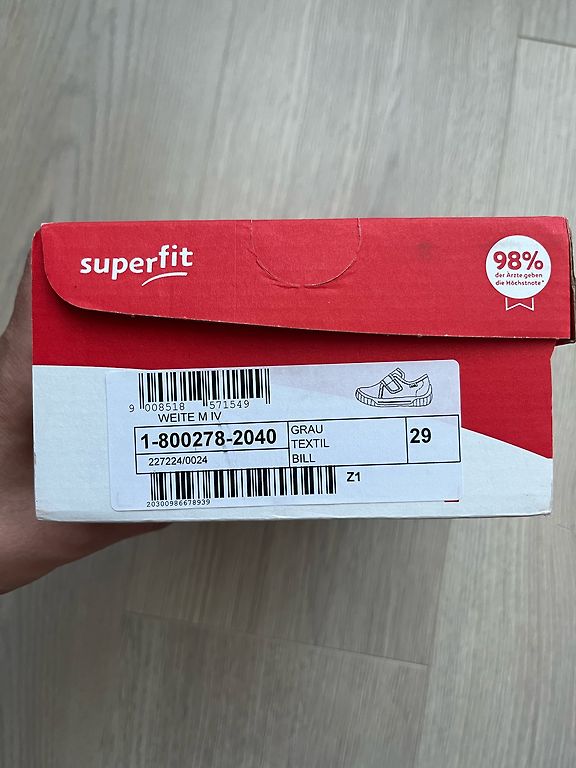 superfit
98%
der Ärzte geben
die Höchstnote*
9 008518 571549
WEITE M IV
1-800278-2040
227224/0024
GRAU
TEXTIL
BILL
29
Z1
20300986678939